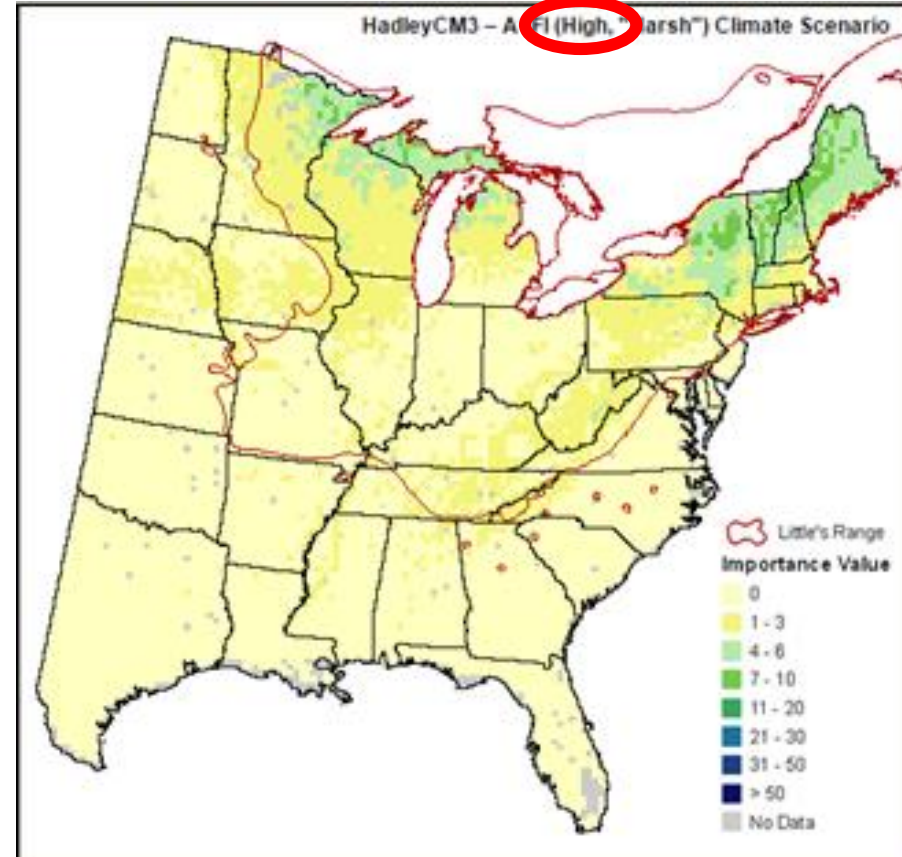 HadleyCM3 – A FI (High, " arsh") Climate Scenario
Little's Range
Importance Value
0
1 - 3
4 - 6
7 - 10
11 - 20
21 - 30
31 - 50
> 50
No Data